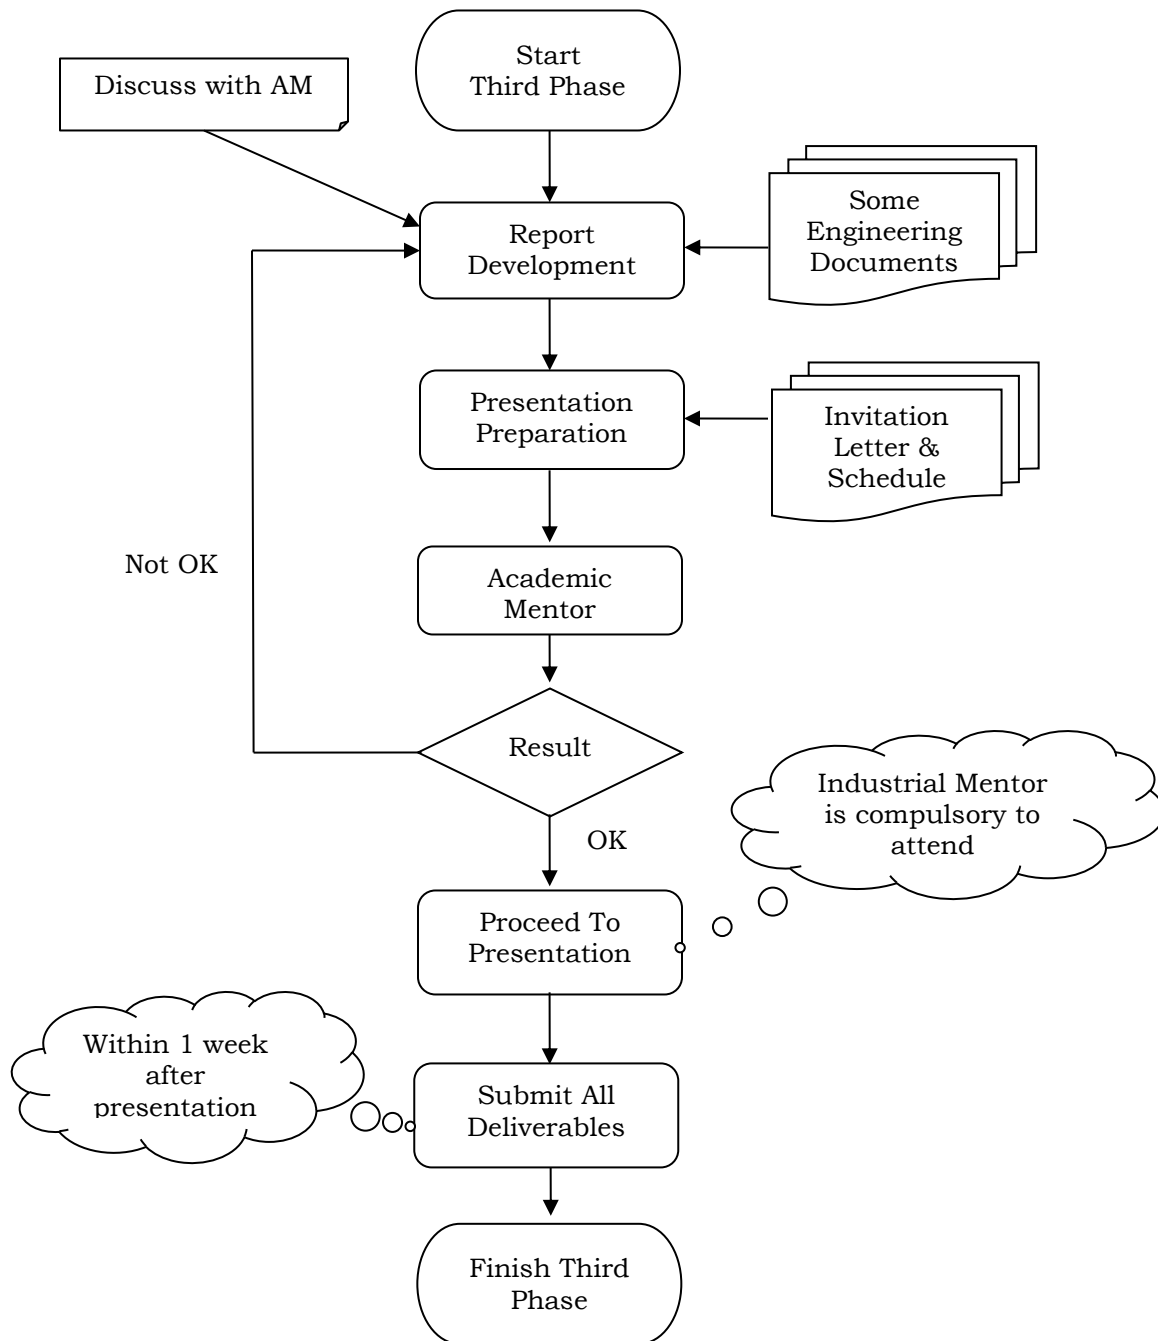 Start
Third Phase
Discuss with AM
Report
Development
Some
Engineering
Documents
Presentation
Preparation
Invitation
Letter &
Schedule
Not OK
Academic
Mentor
Result
OK
Industrial Mentor
is compulsory to
attend
Proceed To
Presentation
Within 1 week
after
presentation
Submit All
Deliverables
Finish Third
Phase